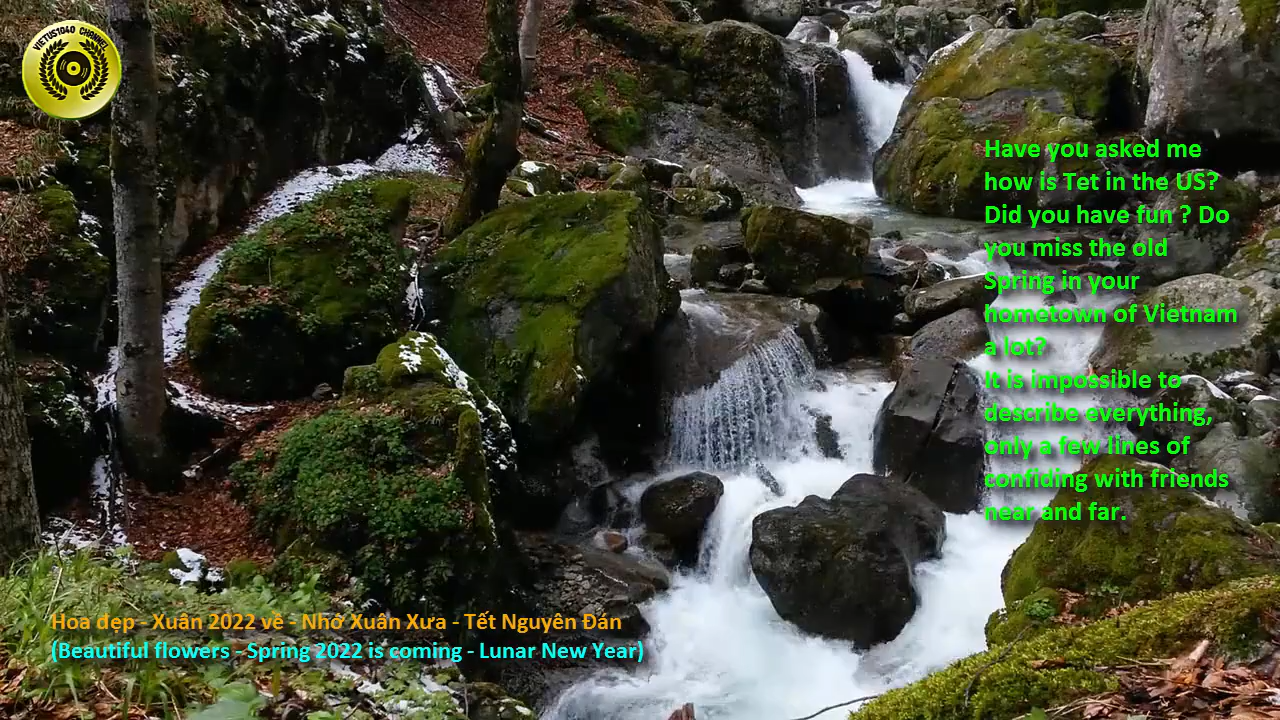 VIETUS1040 CHANNEL
Have you asked me
how is Tet in the US?
Did you have fun ? Do
you miss the old
Spring in your
hometown of Vietnam
a lot?
It is impossible to
describe everything,
only a few lines of
confiding with friends
near and far.
Hoa đẹp - Xuân 2022 về - Nhớ Xuân Xưa - Tết Nguyên Đán
(Beautiful flowers - Spring 2022 is coming - Lunar New Year)